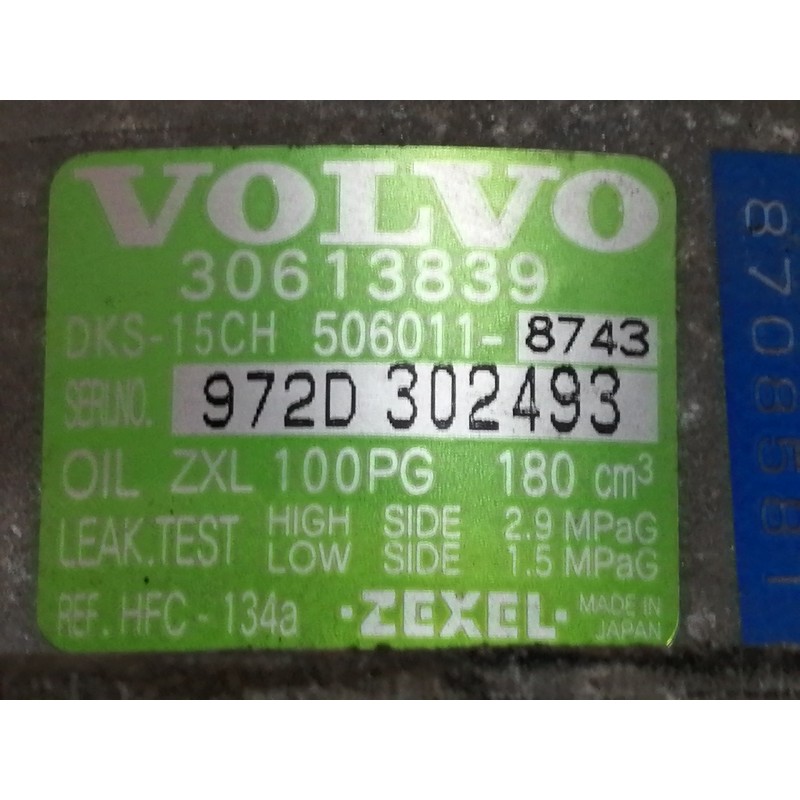 VOLVO
30613839
DKS-15CH 506011-8743
SERI.NO. 972D 302493
OIL ZXL 100PG 180 cm³
LEAK.TEST HIGH SIDE 2.9 MPaG
LOW SIDE 1.5 MPaG
REF. HFC-134a ·ZEXEL· MADE IN
JAPAN